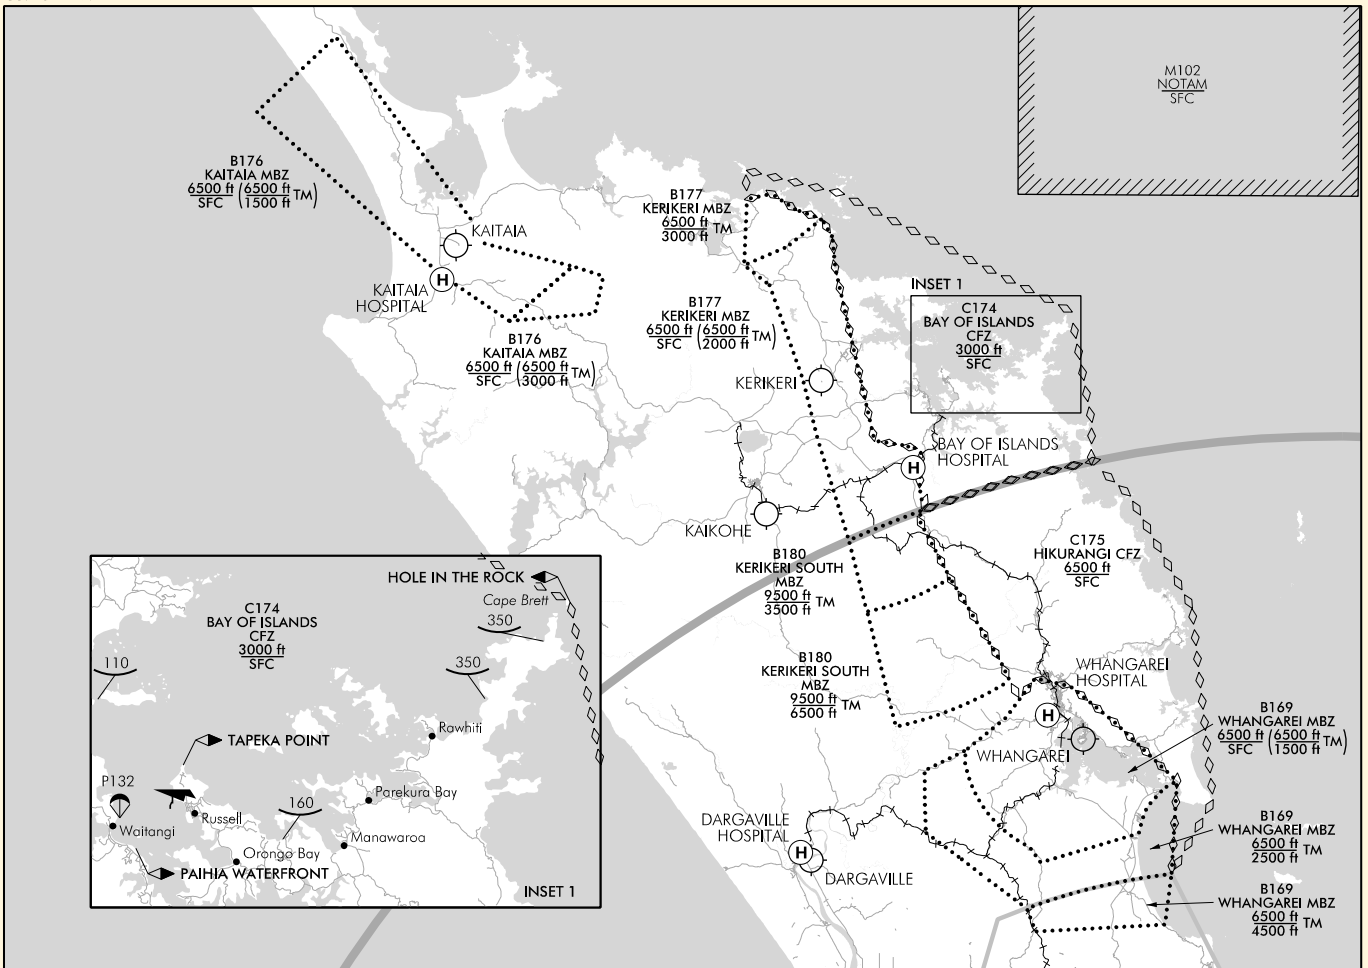 M102
NOTAM
SFC
B176
KAITAIA MBZ
6500 ft (6500 ft TM)
SFC 1500 ft
B177
KERIKERI MBZ
6500 ft TM
3000 ft
KAITAIA
H
KAITAIA
HOSPITAL
INSET 1
B177
KERIKERI MBZ
6500 ft (6500 ft TM)
SFC 2000 ft
C174
BAY OF ISLANDS
CFZ
3000 ft
SFC
B176
KAITAIA MBZ
6500 ft (6500 ft TM)
SFC 3000 ft
KERIKERI
BAY OF ISLANDS
HOSPITAL
H
KAIKOHE
C175
HIKURANGI CFZ
6500 ft
SFC
B180
KERIKERI SOUTH
MBZ
9500 ft TM
3500 ft
B180
KERIKERI SOUTH
MBZ
9500 ft TM
6500 ft
WHANGAREI
HOSPITAL
H
WHANGAREI
B169
WHANGAREI MBZ
6500 ft (6500 ft TM)
SFC 1500 ft
DARGAVILLE
HOSPITAL
H
DARGAVILLE
B169
WHANGAREI MBZ
6500 ft TM
2500 ft
B169
WHANGAREI MBZ
6500 ft TM
4500 ft
HOLE IN THE ROCK
Cape Brett
350
C174
BAY OF ISLANDS
CFZ
3000 ft
SFC
110
350
Rawhiti
TAPEKA POINT
P132
Parekura Bay
160
Russell
Waitangi
Manawaroa
Orongo Bay
PAIHIA WATERFRONT
INSET 1